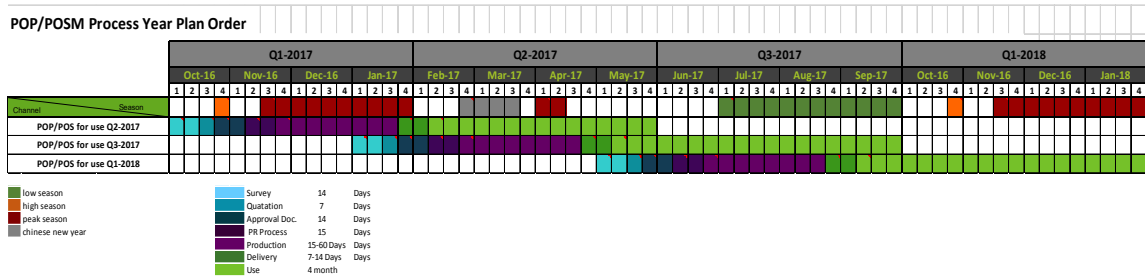 POP/POSM Process Year Plan Order
Q1-2017 Q2-2017 Q3-2017 Q1-2018
Oct-16 Nov-16 Dec-16 Jan-17 Feb-17 Mar-17 Apr-17 May-17 Jun-17 Jul-17 Aug-17 Sep-17 Oct-16 Nov-16 Dec-16 Jan-18
1 2 3 4 1 2 3 4 1 2 3 4 1 2 3 4 1 2 3 4 1 2 3 4 1 2 3 4 1 2 3 4 1 2 3 4 1 2 3 4 1 2 3 4 1 2 3 4 1 2 3 4 1 2 3 4 1 2 3 4 1 2 3 4
Season
Channel
POP/POS for use Q2-2017
POP/POS for use Q3-2017
POP/POS for use Q1-2018
low season
high season
peak season
chinese new year
Survey 14 Days
Quatation 7 Days
Approval Doc. 14 Days
PR Process 15 Days
Production 15-60 Days Days
Delivery 7-14 Days Days
Use 4 month